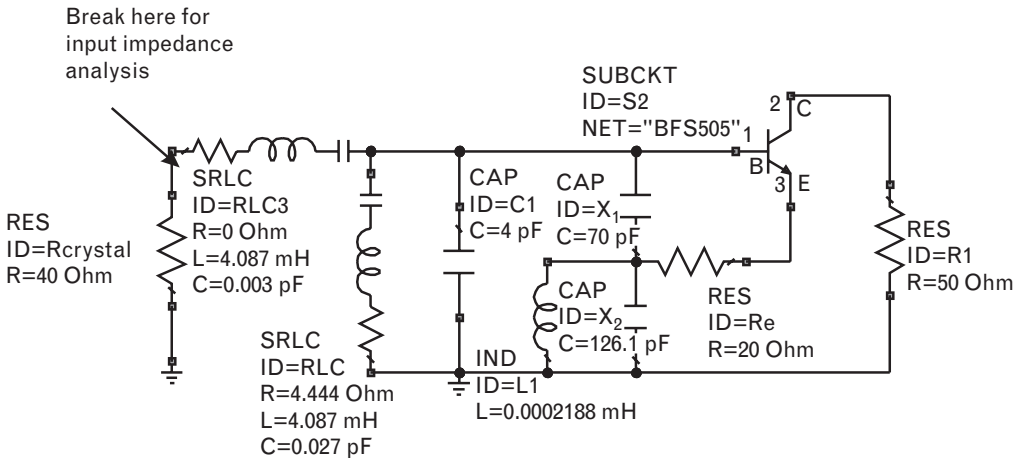 Break here for
input impedance
analysis
SUBCKT
ID=S2
NET="BFS505"
1
2
C
B
3
E
SRLC
ID=RLC3
R=0 Ohm
L=4.087 mH
C=0.003 pF
RES
ID=Rcrystal
R=40 Ohm
CAP
ID=C1
C=4 pF
CAP
ID=X₁
C=70 pF
RES
ID=R1
R=50 Ohm
CAP
ID=X₂
C=126.1 pF
RES
ID=Re
R=20 Ohm
SRLC
ID=RLC
R=4.444 Ohm
L=4.087 mH
C=0.027 pF
IND
ID=L1
L=0.0002188 mH